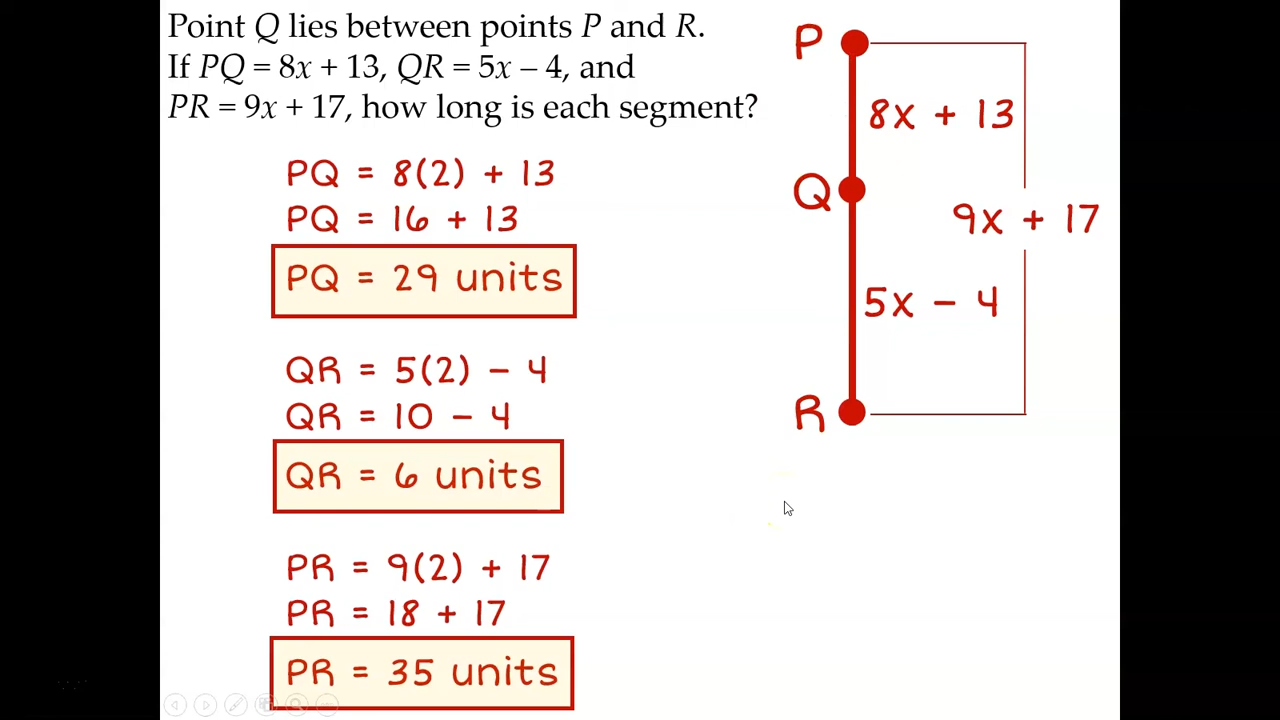 Point Q lies between points P and R.
If PQ = 8x + 13, QR = 5x – 4, and
PR = 9x + 17, how long is each segment?
PQ = 8(2) + 13
PQ = 16 + 13
PQ = 29 units
QR = 5(2) – 4
QR = 10 – 4
QR = 6 units
PR = 9(2) + 17
PR = 18 + 17
PR = 35 units
P
8x + 13
Q
9x + 17
5x – 4
R